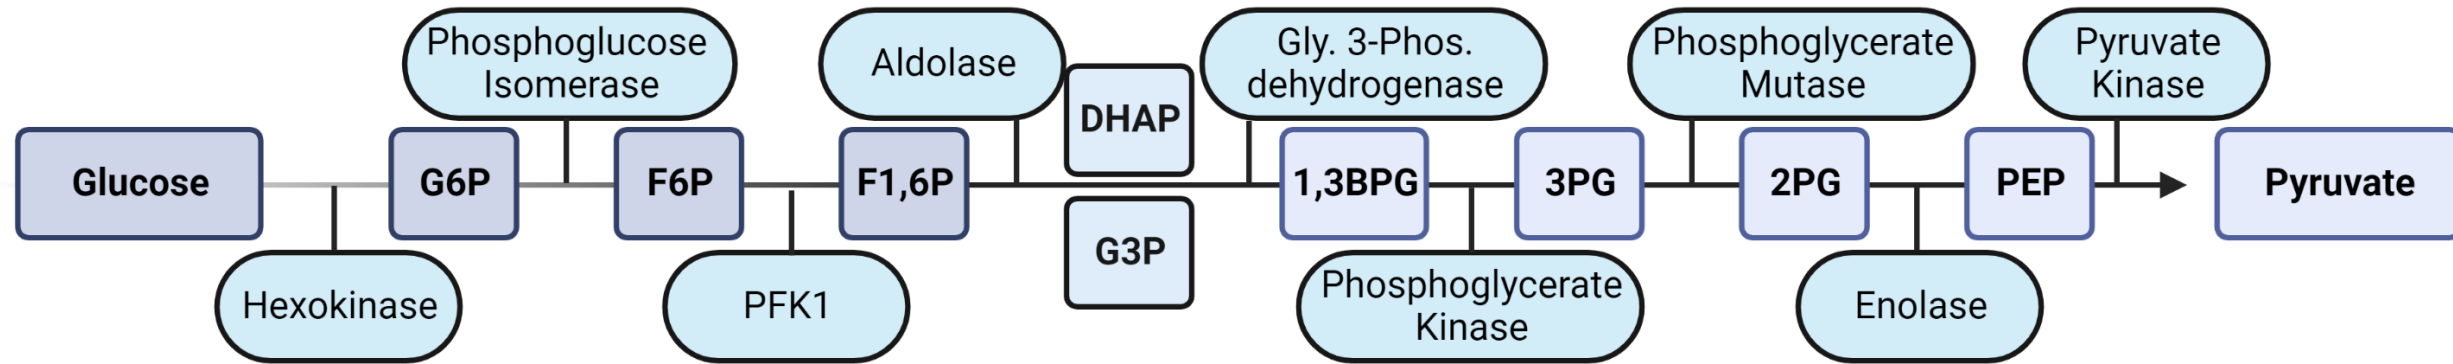 Phosphoglucose
Isomerase
Aldolase
Gly. 3-Phos.
dehydrogenase
Phosphoglycerate
Mutase
Pyruvate
Kinase
DHAP
Glucose
G6P
F6P
F1,6P
1,3BPG
3PG
2PG
PEP
Pyruvate
G3P
Hexokinase
PFK1
Phosphoglycerate
Kinase
Enolase